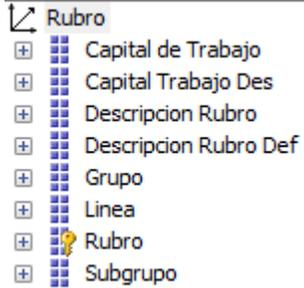 Rubro
Capital de Trabajo
Capital Trabajo Des
Descripcion Rubro
Descripcion Rubro Def
Grupo
Linea
Rubro
Subgrupo